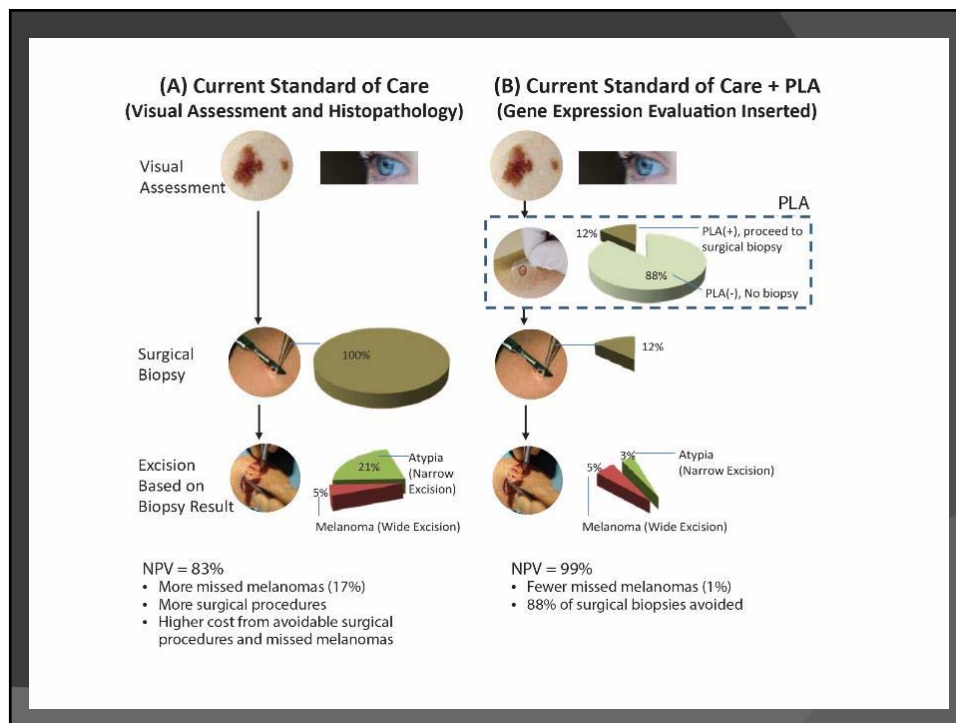 (A) Current Standard of Care
(Visual Assessment and Histopathology)
Visual
Assessment
Surgical
Biopsy
100%
Excision
Based on
Biopsy Result
21%
Atypia
(Narrow
Excision)
5%
Melanoma (Wide Excision)
NPV = 83%
• More missed melanomas (17%)
• More surgical procedures
• Higher cost from avoidable surgical
procedures and missed melanomas
(B) Current Standard of Care + PLA
(Gene Expression Evaluation Inserted)
PLA
12%
PLA(+), proceed to
surgical biopsy
88%
PLA(-), No biopsy
12%
3%
Atypia
(Narrow Excision)
5%
Melanoma (Wide Excision)
NPV = 99%
• Fewer missed melanomas (1%)
• 88% of surgical biopsies avoided